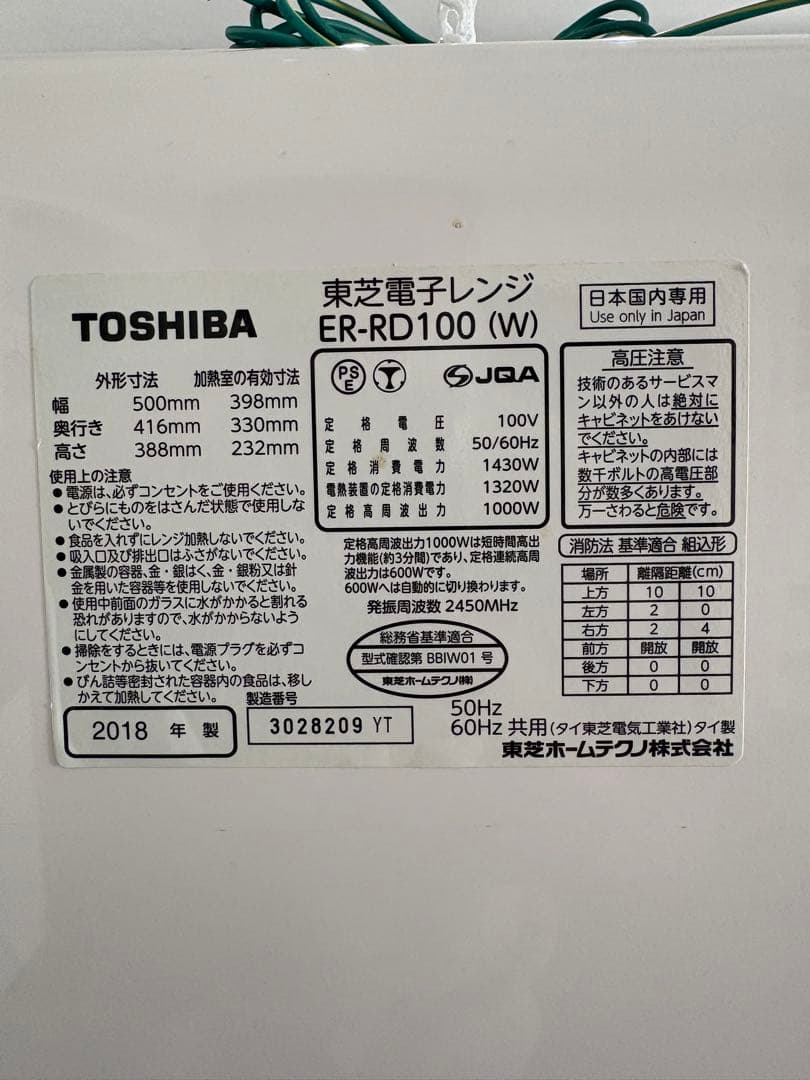 TOSHIBA
東芝電子レンジ
ER-RD100 (W)
日本国内専用
Use only in Japan
外形寸法 加熱室の有効寸法
幅 500mm 398mm
奥行き 416mm 330mm
高さ 388mm 232mm
使用上の注意
●電源は、必ずコンセントをご使用ください。
●とびらにものをはさんだ状態で使用しな
いでください。
●食品を入れずにレンジ加熱しないでください。
●吸入口及び排出口はふさがないでください。
●金属製の容器、金・銀はく、金・銀粉又は針
金を用いた容器等を使用しないでください。
●使用中前面のガラスに水がかかると割れる
恐れがありますので、水がかからないよう
にしてください。
●掃除をするときには、電源プラグを必ずコ
ンセントから抜いてください。
●びん詰等密封された容器内の食品は、移し
かえて加熱してください。
2018 年 製
製造番号
3028209 YT
PS
E
JQA
定格電圧 100V
定格周波数 50/60Hz
定格消費電力 1430W
電熱装置の定格消費電力 1320W
定格高周波出力 1000W
定格高周波出力1000Wは短時間高出
力機能(約3分間)であり、定格連続高周
波出力は600Wです。
600Wへは自動的に切り換わります。
発振周波数 2450MHz
総務省基準適合
型式確認第 BBIW01 号
東芝ホームテクノ(株)
高圧注意
技術のあるサービスマ
ン以外の人は絶対に
キャビネットをあけない
でください。
キャビネットの内部には
数千ボルトの高電圧部
分が数多くあります。
万一さわると危険です。
消防法 基準適合 組込形
場所 離隔距離(cm)
上方 10 10
左方 2 0
右方 2 4
前方 開放 開放
後方 0 0
下方 0 0
50Hz
60Hz 共用(タイ東芝電気工業社)タイ製
東芝ホームテクノ株式会社